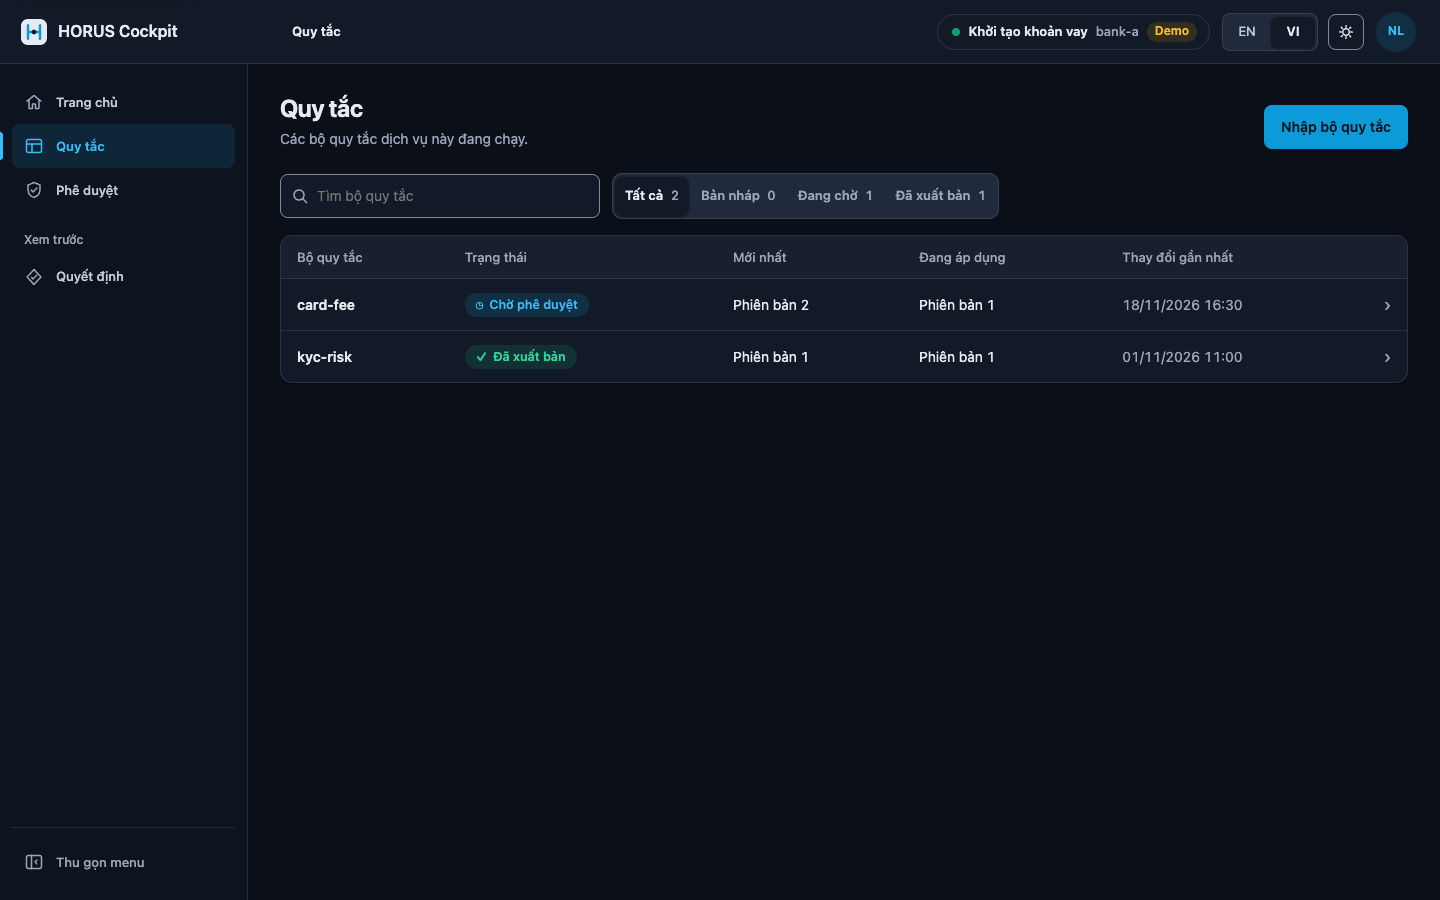 HORUS Cockpit
Quy tắc
Khởi tạo khoản vay bank-a Demo
EN VI
NL
Trang chủ
Quy tắc
Phê duyệt
Xem trước
Quyết định
Thu gọn menu
Quy tắc
Các bộ quy tắc dịch vụ này đang chạy.
Nhập bộ quy tắc
Tìm bộ quy tắc
Tất cả 2 Bản nháp 0 Đang chờ 1 Đã xuất bản 1
Bộ quy tắc Trạng thái Mới nhất Đang áp dụng Thay đổi gần nhất
card-fee Chờ phê duyệt Phiên bản 2 Phiên bản 1 18/11/2026 16:30
kyc-risk Đã xuất bản Phiên bản 1 Phiên bản 1 01/11/2026 11:00